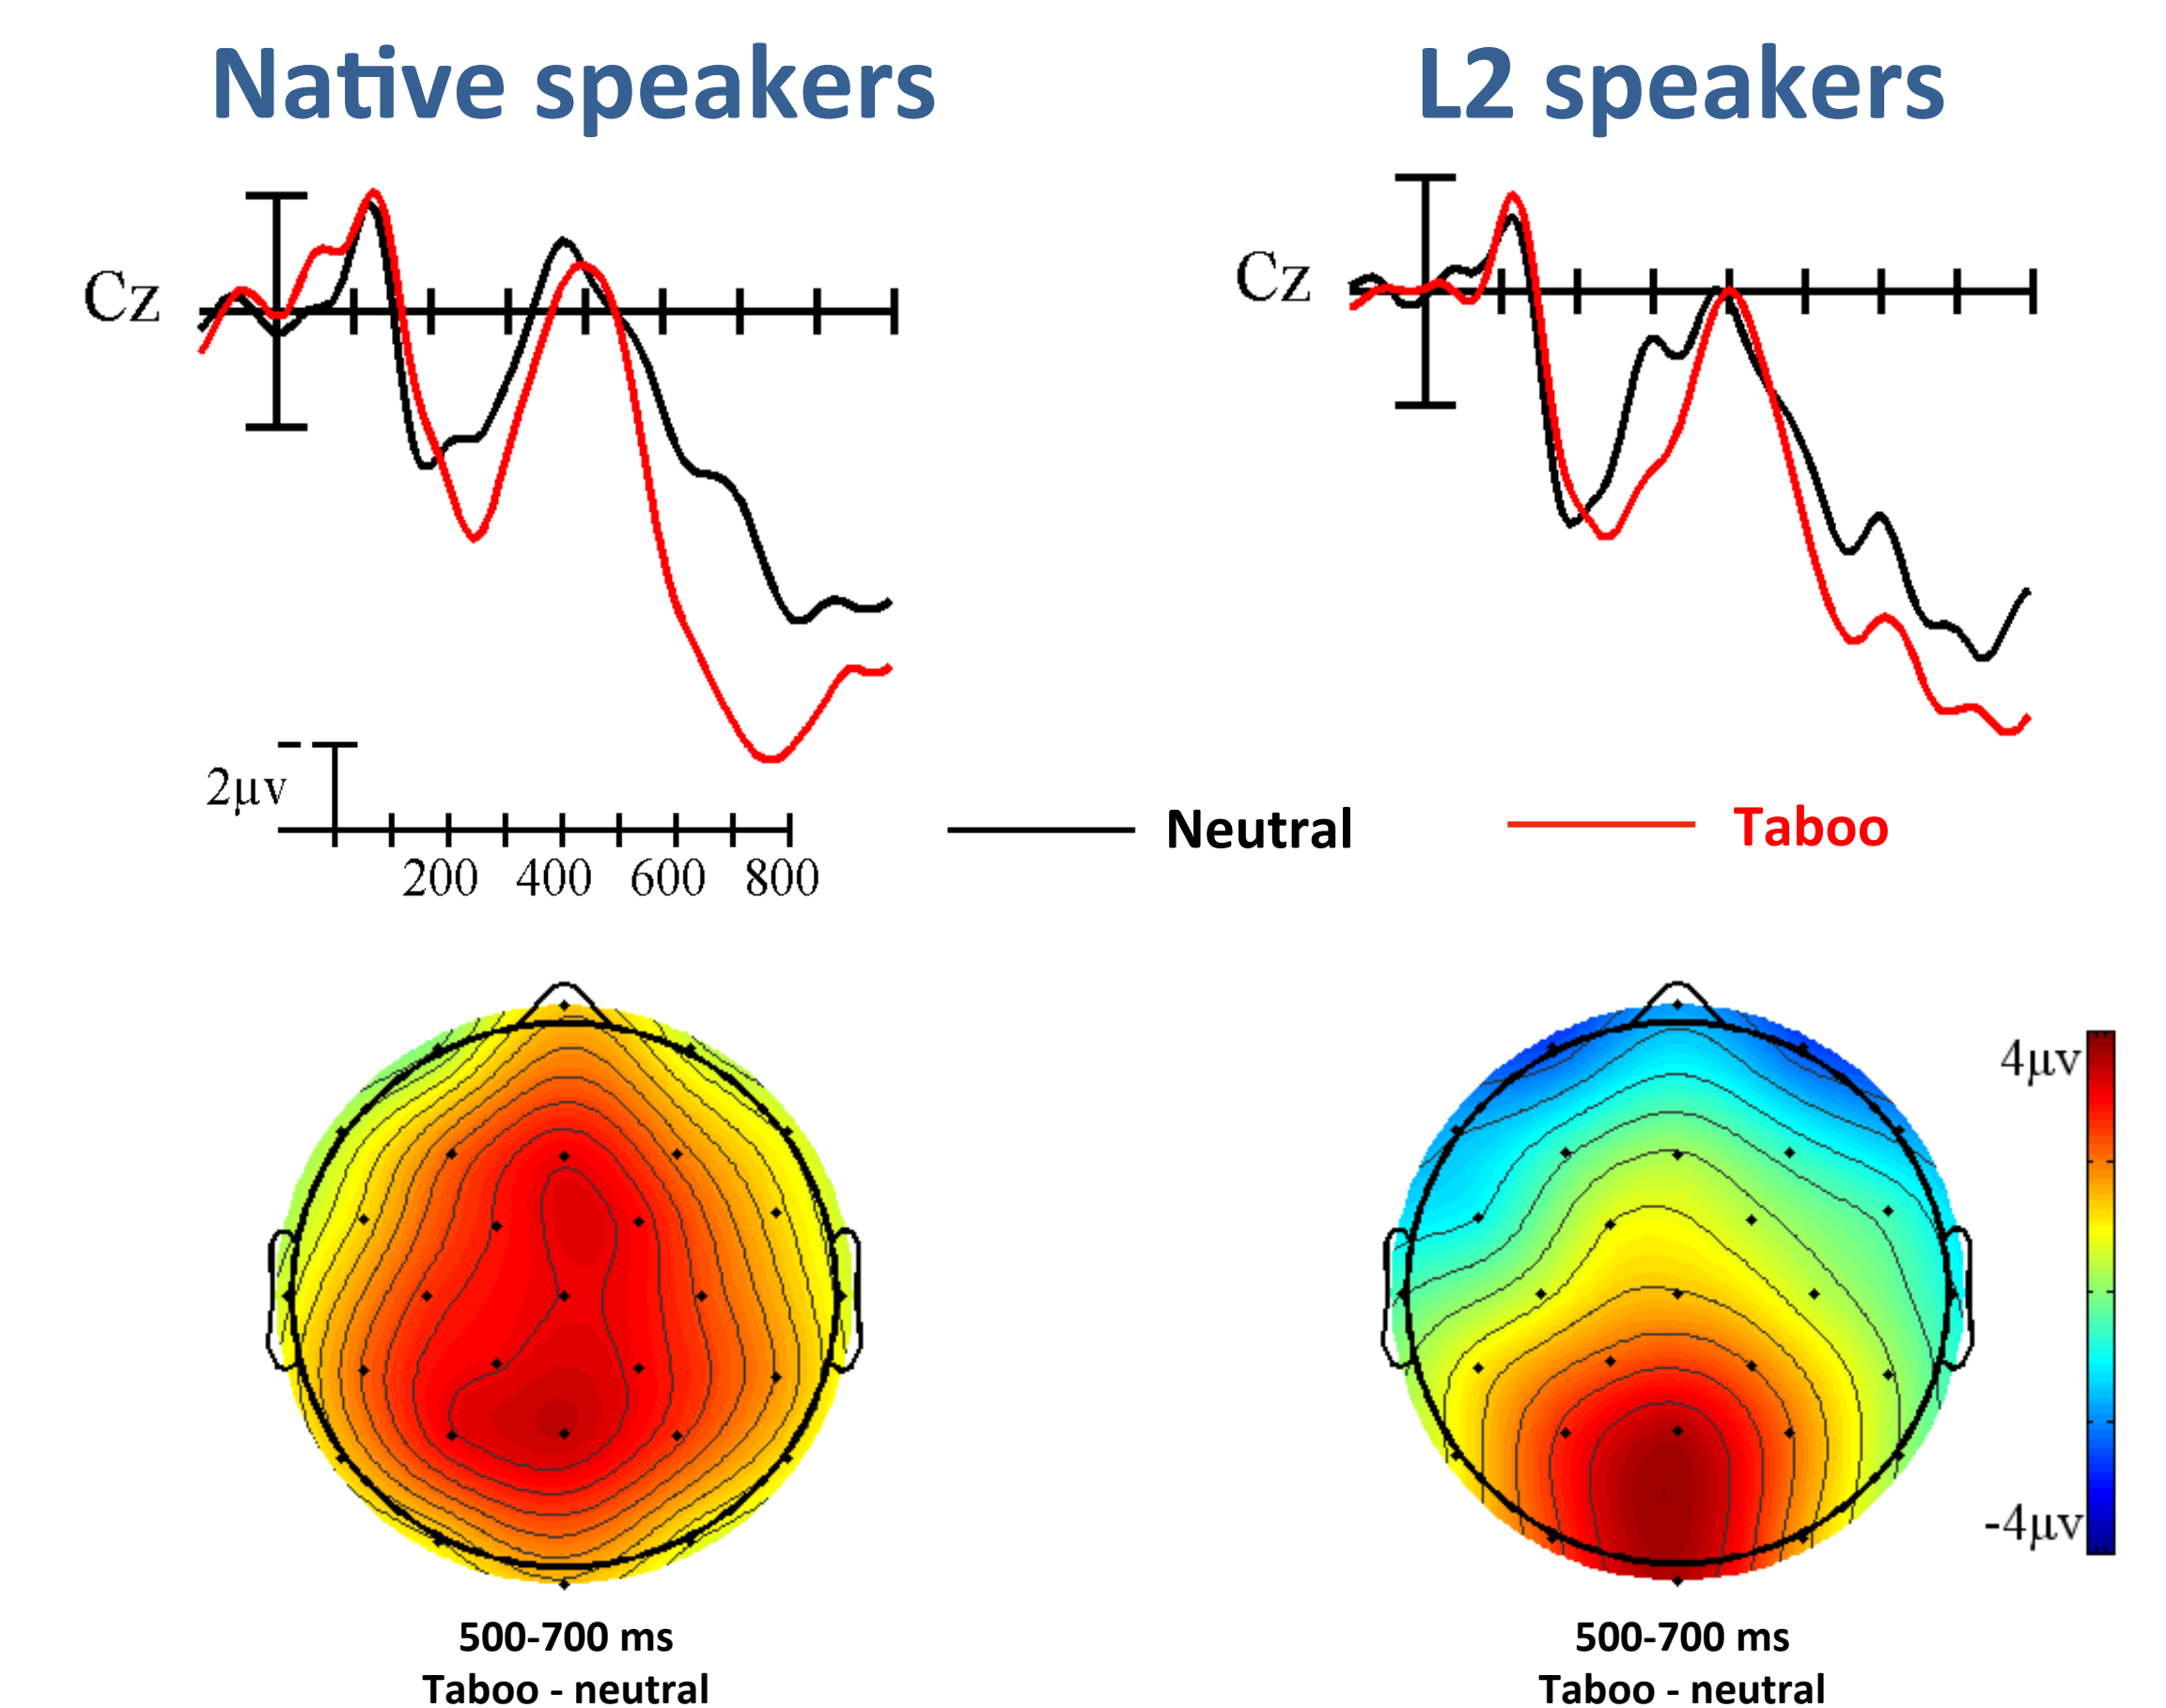 Native speakers
L2 speakers
Cz
Cz
2μv
200 400 600 800
Neutral
Taboo
4μv
-4μv
500-700 ms
Taboo - neutral
500-700 ms
Taboo - neutral